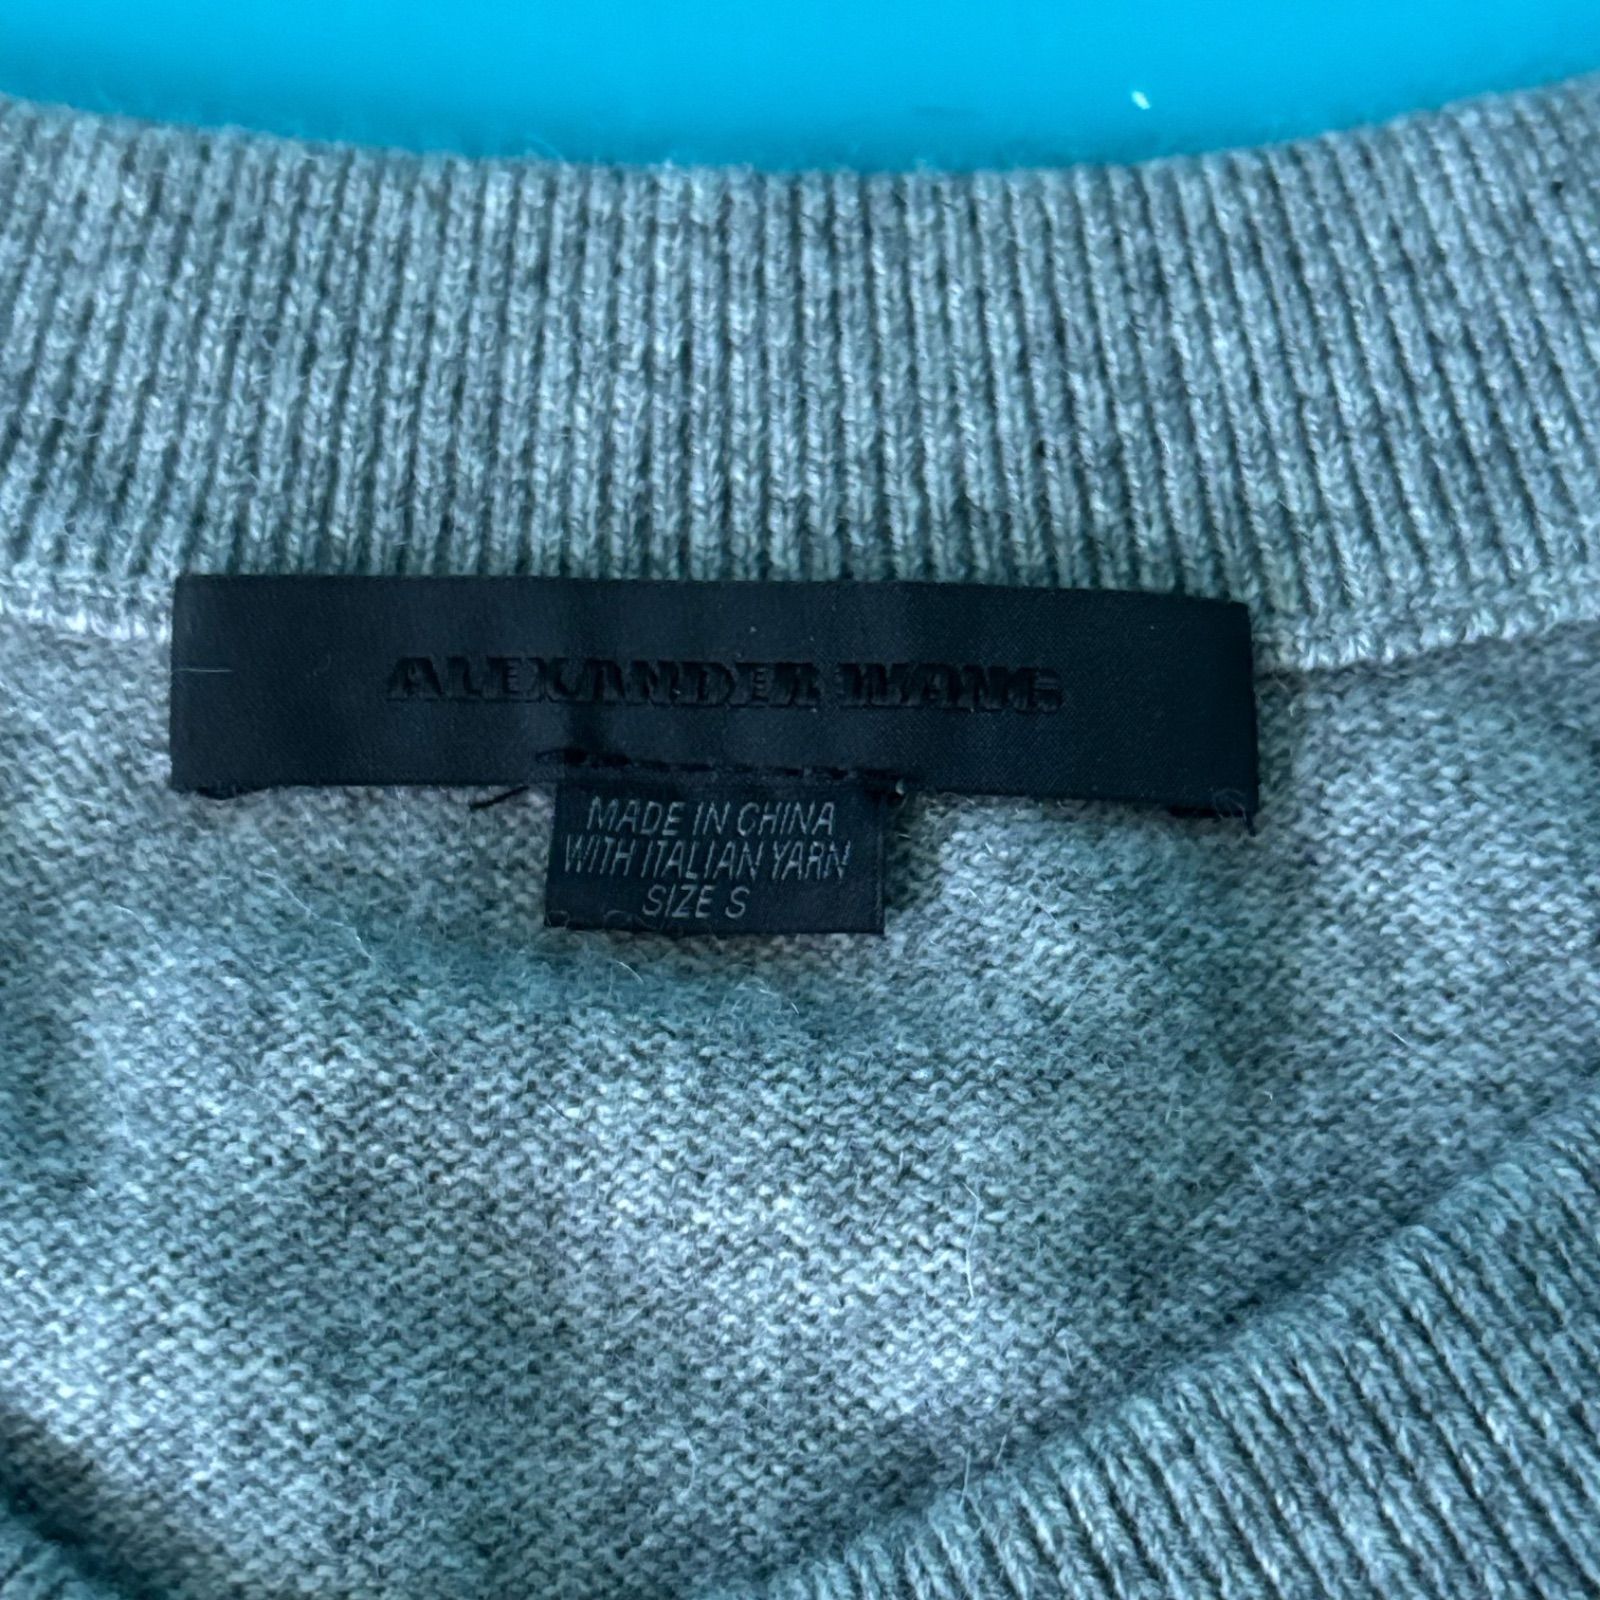 ALEXANDER WANG
MADE IN CHINA
WITH ITALIAN YARN
SIZE S